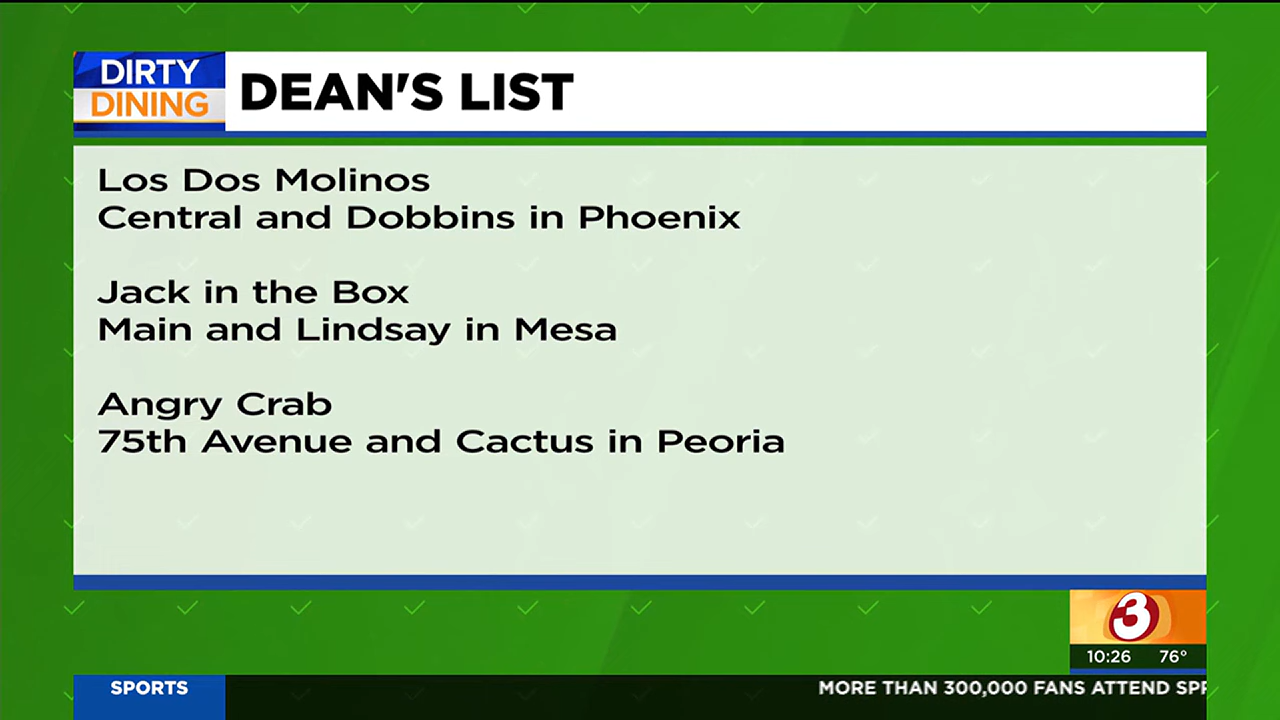 DIRTY
DINING
DEAN'S LIST
Los Dos Molinos
Central and Dobbins in Phoenix
Jack in the Box
Main and Lindsay in Mesa
Angry Crab
75th Avenue and Cactus in Peoria
3
10:26 76°
SPORTS
MORE THAN 300,000 FANS ATTEND